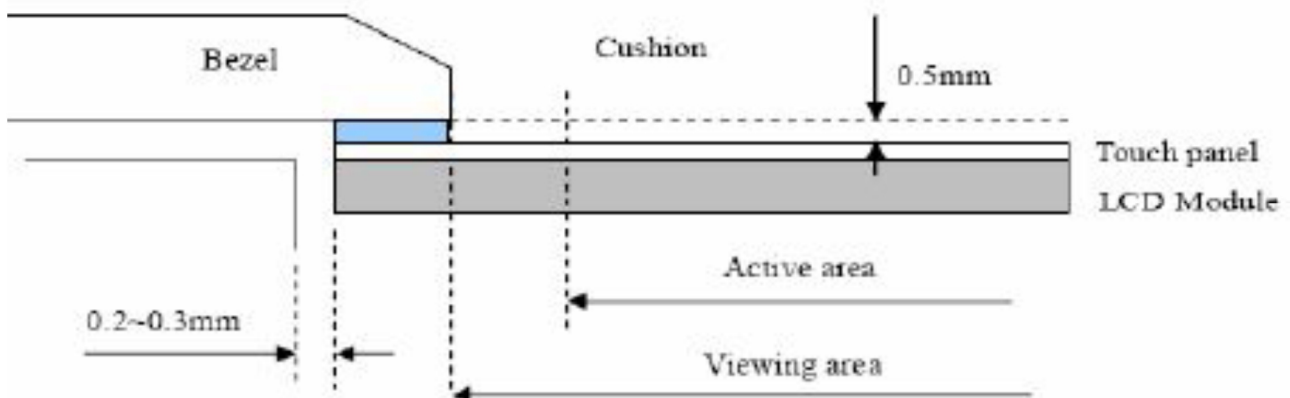 Cushion
Bezel
0.5mm
Touch panel
LCD Module
Active area
0.2~0.3mm
Viewing area